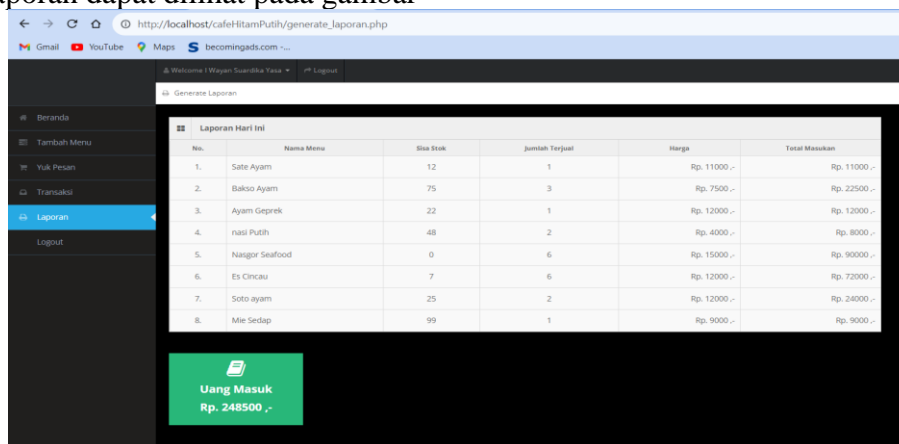 aporan dapat dilihat pada gambar
http://localhost/cafeHitamPutih/generate_laporan.php
Gmail YouTube Maps becomingads.com -...
Welcome I Wayan Suardika Yasa Logout
Generate Laporan
Beranda
Tambah Menu
Yuk Pesan
Transaksi
Laporan
Logout
Laporan Hari Ini
No. Nama Menu Sisa Stok Jumlah Terjual Harga Total Masukan
1. Sate Ayam 12 1 Rp. 11000 ,- Rp. 11000 ,-
2. Bakso Ayam 75 3 Rp. 7500 ,- Rp. 22500 ,-
3. Ayam Geprek 22 1 Rp. 12000 ,- Rp. 12000 ,-
4. nasi Putih 48 2 Rp. 4000 ,- Rp. 8000 ,-
5. Nasgor Seafood 0 6 Rp. 15000 ,- Rp. 90000 ,-
6. Es Cincau 7 6 Rp. 12000 ,- Rp. 72000 ,-
7. Soto ayam 25 2 Rp. 12000 ,- Rp. 24000 ,-
8. Mie Sedap 99 1 Rp. 9000 ,- Rp. 9000 ,-
Uang Masuk
Rp. 248500 ,-